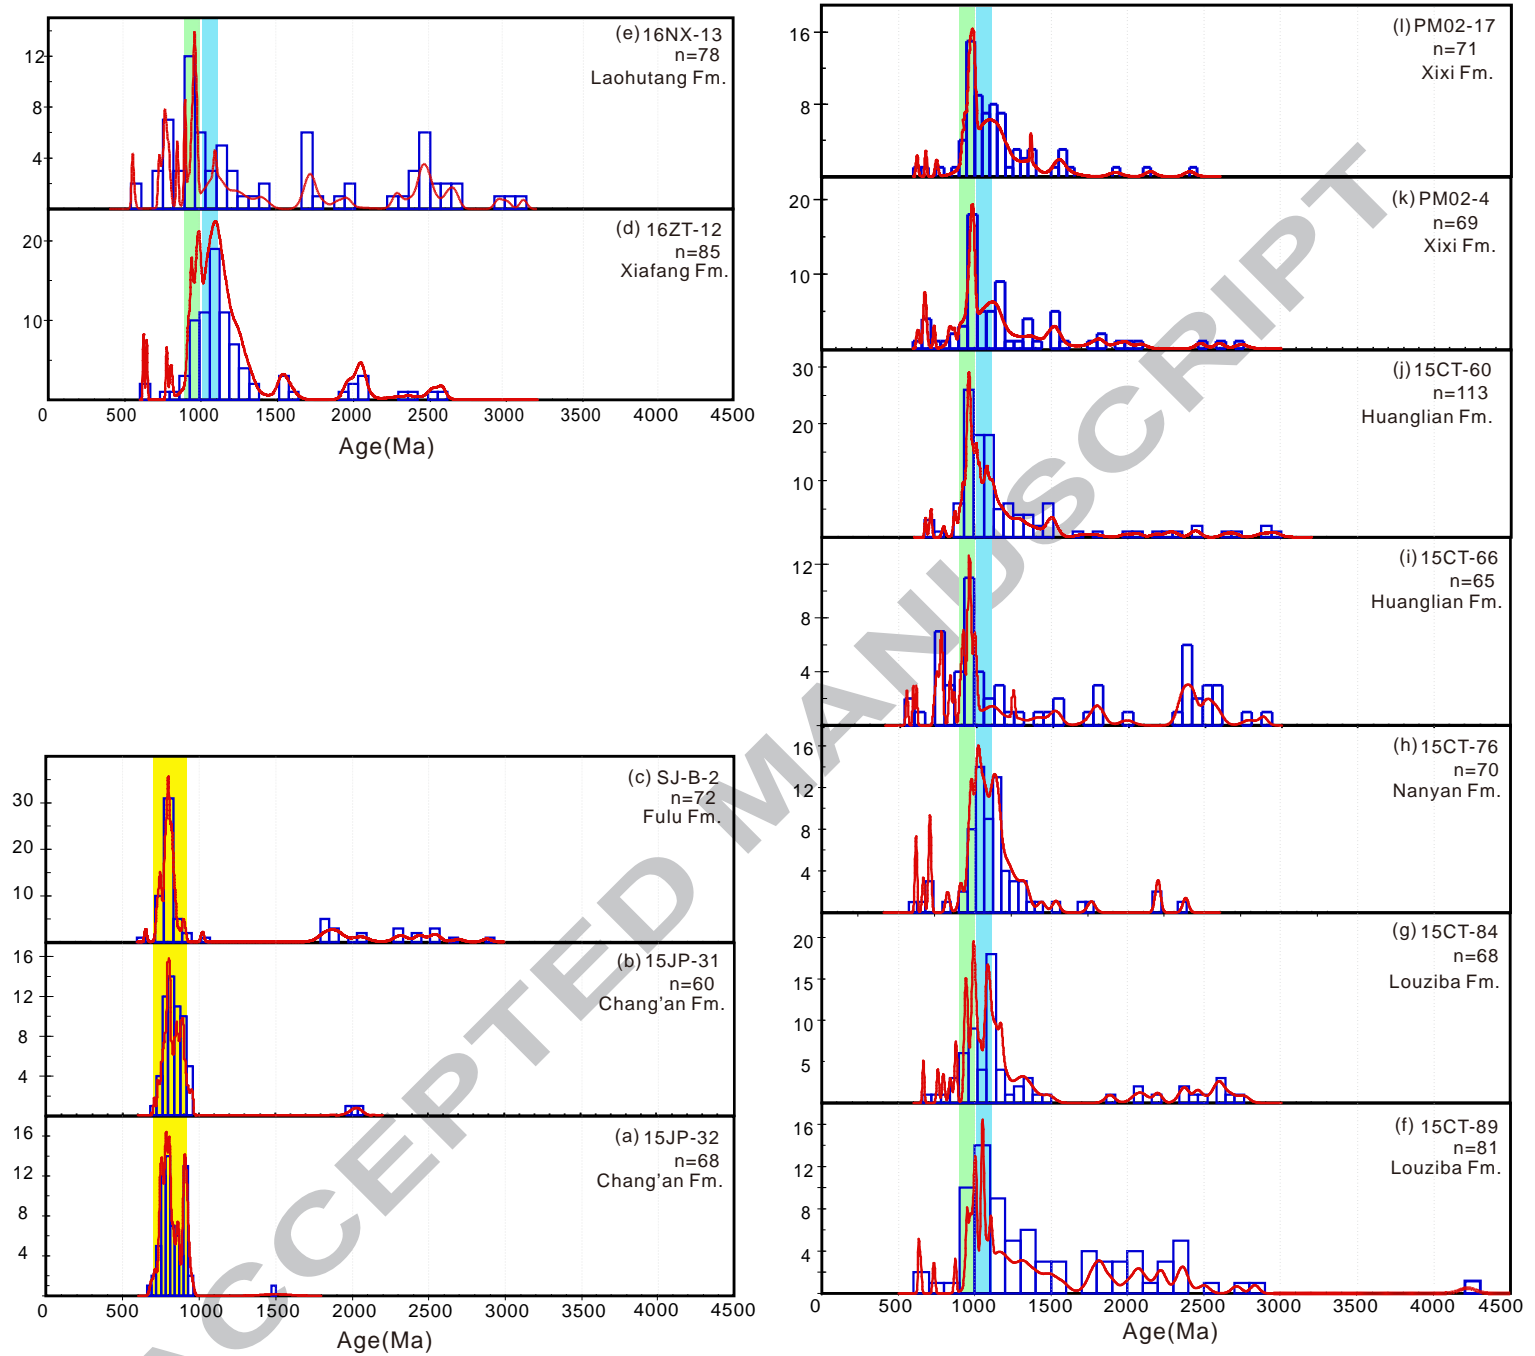 (e) 16NX-13
n=78
Laohutang Fm.
12
8
4
(d) 16ZT-12
n=85
Xiafang Fm.
20
10
0 500 1000 1500 2000 2500 3000 3500 4000 4500
Age(Ma)
(c) SJ-B-2
n=72
Fulu Fm.
30
20
10
(b) 15JP-31
n=60
Chang'an Fm.
16
12
8
4
(a) 15JP-32
n=68
Chang'an Fm.
16
12
8
4
0 500 1000 1500 2000 2500 3000 3500 4000 4500
Age(Ma)
(l) PM02-17
n=71
Xixi Fm.
16
8
(k) PM02-4
n=69
Xixi Fm.
20
10
(j) 15CT-60
n=113
Huanglian Fm.
30
20
10
(i) 15CT-66
n=65
Huanglian Fm.
12
8
4
(h) 15CT-76
n=70
Nanyan Fm.
16
12
8
4
(g) 15CT-84
n=68
Louziba Fm.
20
15
10
5
(f) 15CT-89
n=81
Louziba Fm.
16
12
8
4
0 500 1000 1500 2000 2500 3000 3500 4000 4500
Age(Ma)
ACCEPTED MANUSCRIPT